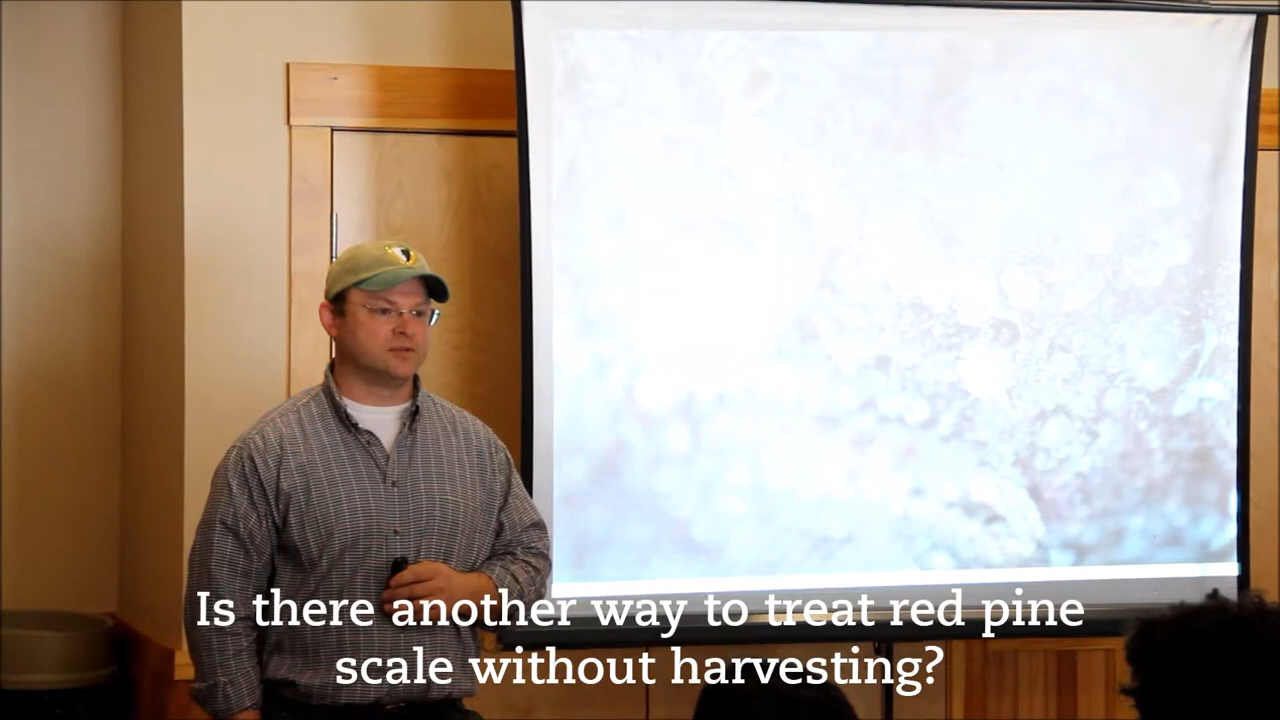 Is there another way to treat red pine
scale without harvesting?